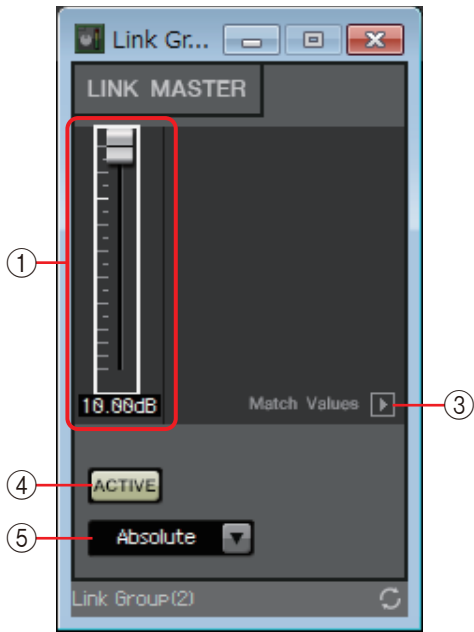 Link Gr...
LINK MASTER
①
10.00dB
Match Values
③
④
ACTIVE
⑤
Absolute
Link Group(2)